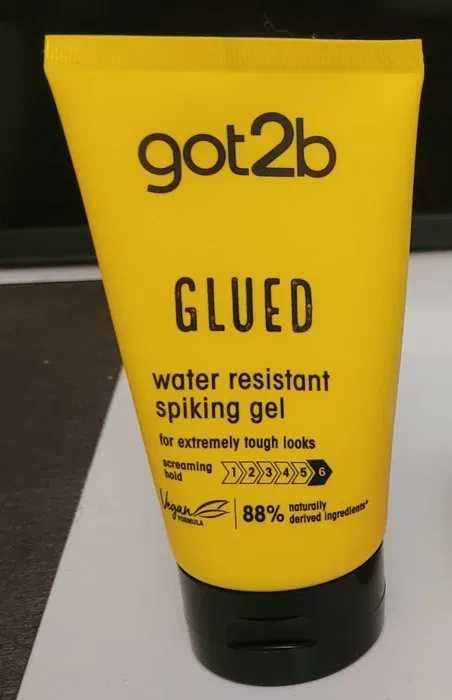 got2b
GLUED
water resistant
spiking gel
for extremely tough looks
screaming
hold
1 2 3 4 5 6
Vegan
FORMULA
88% naturally
derived ingredients*